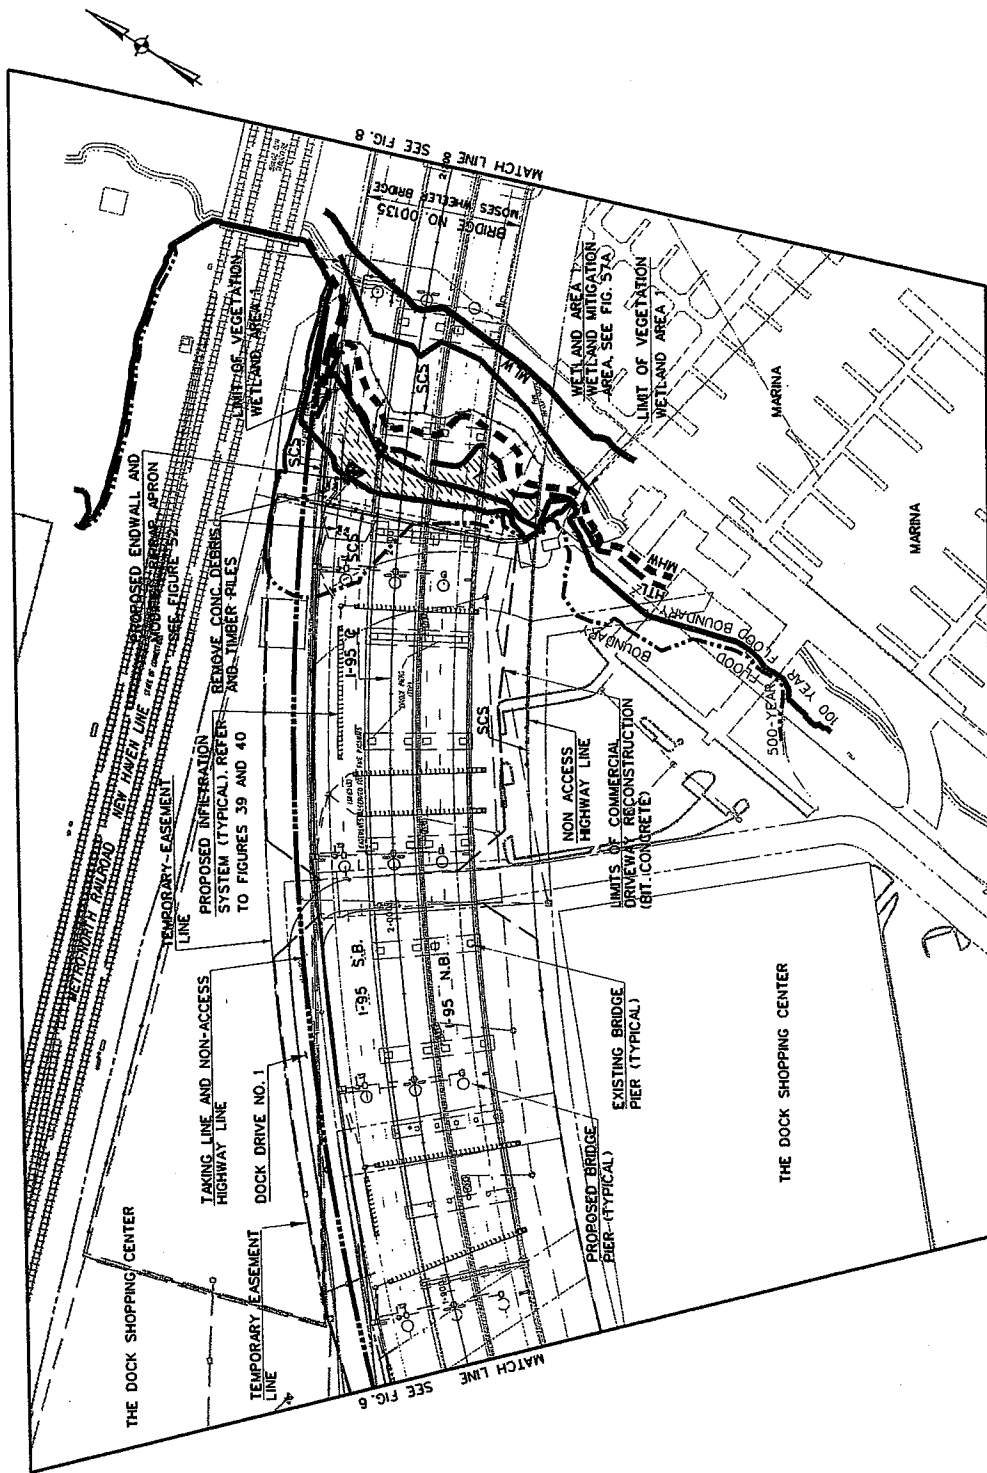 MATCH LINE SEE FIG. 8
BRIDGE NO. 00135
MOSES WHEELER BRIDGE
LIMIT OF VEGETATION
WETLAND AREA
WETLAND AREA 1
WETLAND MITIGATION
AREA. SEE FIG. 57A
LIMIT OF VEGETATION
WETLAND AREA 1
MARINA
MARINA
SCS
SCS
MLW
SCS
SCS
MHW
HTL
100 YEAR FLOOD BOUNDARY
500-YEAR FLOOD BOUNDARY
PROPOSED ENDWALL AND
RIPRAP APRON
SEE FIGURE 52
REMOVE CONC. DEBRIS
AND TIMBER PILES
PROPOSED INFILTRATION
SYSTEM (TYPICAL). REFER
TO FIGURES 39 AND 40
TEMPORARY EASEMENT
LINE
METRO-NORTH RAILROAD
NEW HAVEN LINE
I-95 C
NON ACCESS
HIGHWAY LINE
LIMITS OF COMMERCIAL
DRIVEWAY RECONSTRUCTION
(BIT. CONCRETE)
TAKING LINE AND NON-ACCESS
HIGHWAY LINE
DOCK DRIVE NO. 1
TEMPORARY EASEMENT
LINE
I-95 S.B.
I-95 N.B.
EXISTING BRIDGE
PIER (TYPICAL)
PROPOSED BRIDGE
PIER (TYPICAL)
THE DOCK SHOPPING CENTER
THE DOCK SHOPPING CENTER
MATCH LINE SEE FIG. 6